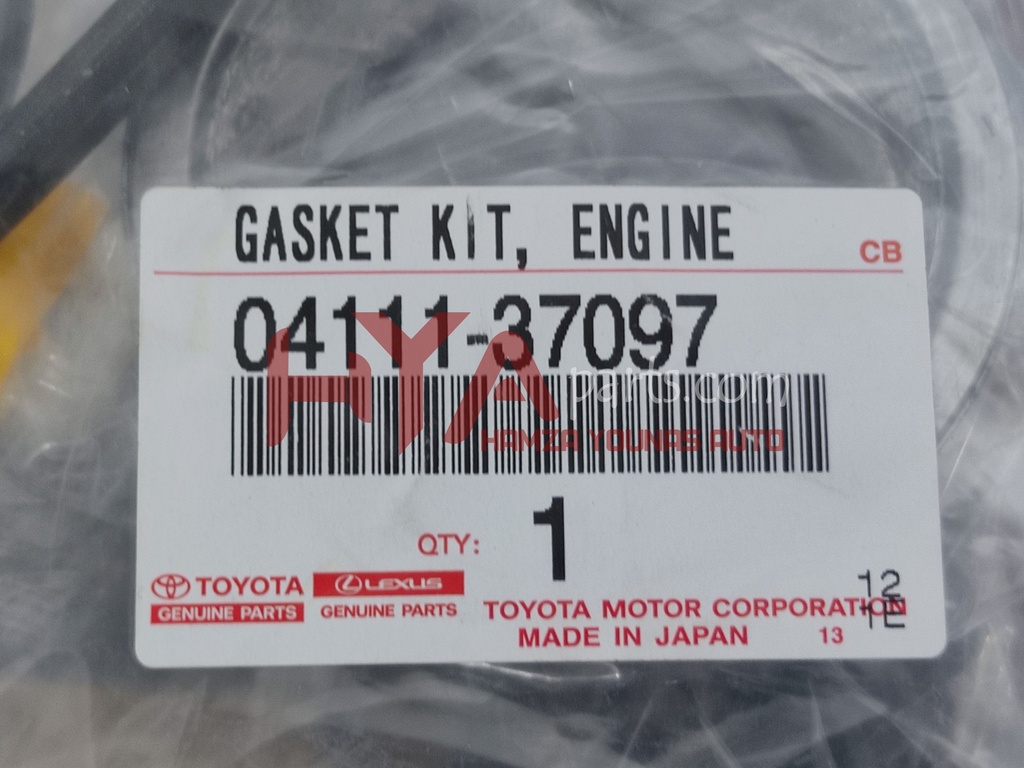 GASKET KIT, ENGINE
CB
04111-37097
HYA parts.com
HAMZA YOUNAS AUTO
QTY: 1
TOYOTA
GENUINE PARTS
LEXUS
GENUINE PARTS
12
1E
TOYOTA MOTOR CORPORATION
MADE IN JAPAN 13